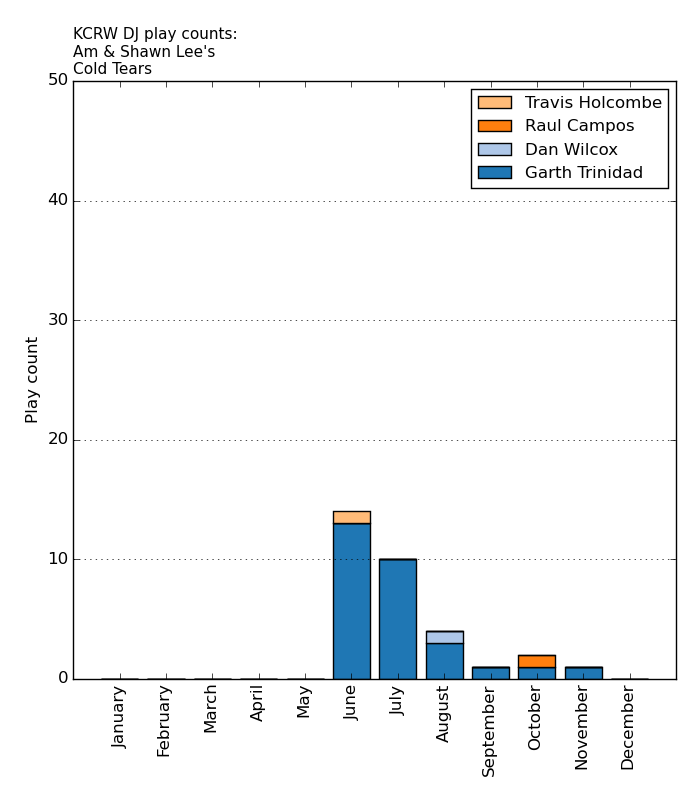 KCRW DJ play counts:
Am & Shawn Lee's
Cold Tears
Travis Holcombe
Raul Campos
Dan Wilcox
Garth Trinidad
Play count
50
40
30
20
10
0
January
February
March
April
May
June
July
August
September
October
November
December